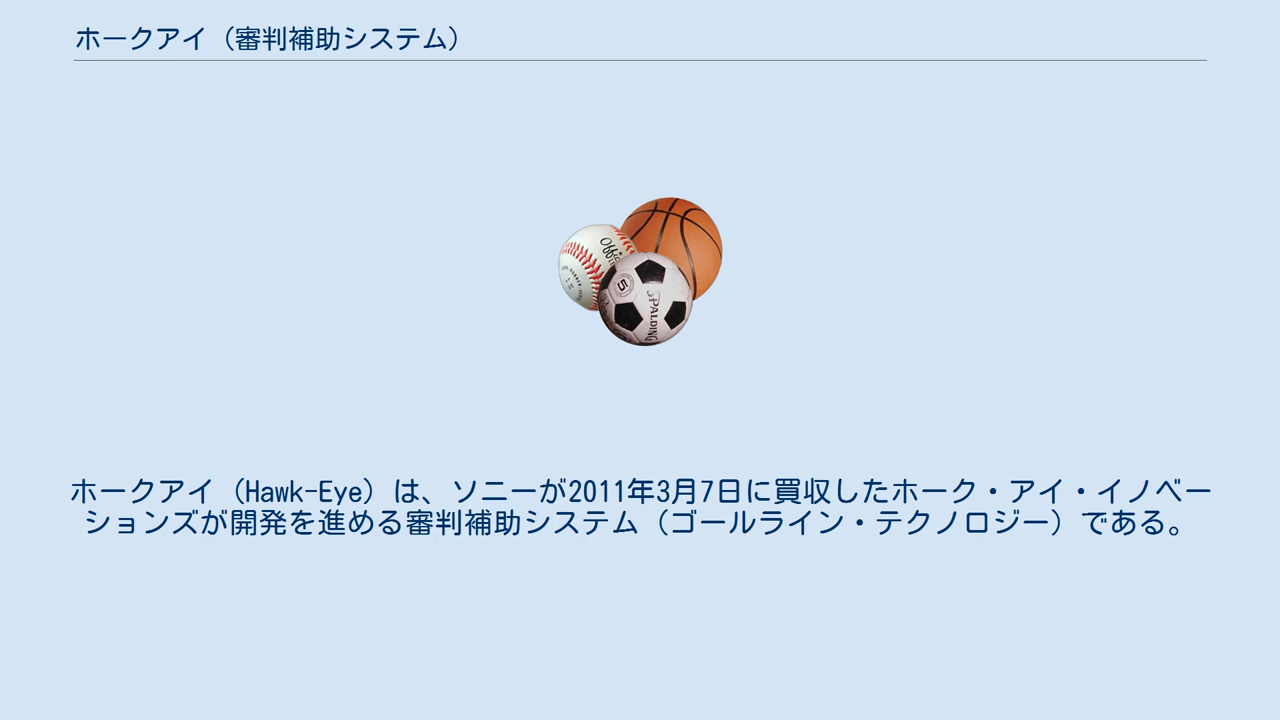 ホークアイ（審判補助システム）
Offic
5
SPALDING
ホークアイ（Hawk-Eye）は、ソニーが2011年3月7日に買収したホーク・アイ・イノベー
ションズが開発を進める審判補助システム（ゴールライン・テクノロジー）である。